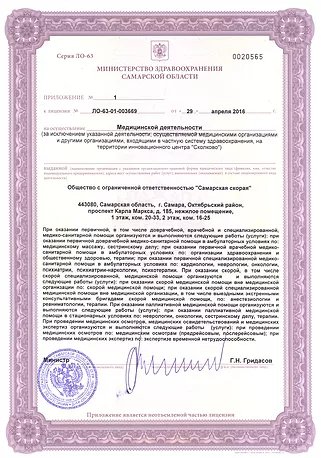 Серия ЛО-63
0020565
МИНИСТЕРСТВО ЗДРАВООХРАНЕНИЯ
САМАРСКОЙ ОБЛАСТИ
ПРИЛОЖЕНИЕ № 1
к ЛИЦЕНЗИИ № ЛО-63-01-003669 от « 29 » апреля 2016
Медицинской деятельности
(за исключением указанной деятельности, осуществляемой медицинскими организациями
и другими организациями, входящими в частную систему здравоохранения, на
территории инновационного центра "Сколково")
Общество с ограниченной ответственностью "Самарская скорая"
443080, Самарская область, г. Самара, Октябрьский район,
проспект Карла Маркса, д. 185, нежилое помещение,
1 этаж, ком. 20-33, 2 этаж, ком. 16-25
При оказании первичной, в том числе доврачебной, врачебной и специализированной,
медико-санитарной помощи организуются и выполняются следующие работы (услуги): при
оказании первичной доврачебной медико-санитарной помощи в амбулаторных условиях по:
медицинскому массажу, сестринскому делу; при оказании первичной врачебной медико-
санитарной помощи в амбулаторных условиях по: организации здравоохранения и
общественному здоровью, терапии; при оказании первичной специализированной медико-
санитарной помощи в амбулаторных условиях по: кардиологии, неврологии, онкологии,
психиатрии, психиатрии-наркологии, психотерапии. При оказании скорой, в том числе
скорой специализированной, медицинской помощи организуются и выполняются
следующие работы (услуги): при оказании скорой медицинской помощи вне медицинской
организации по: скорой медицинской помощи; при оказании скорой специализированной
медицинской помощи вне медицинской организации, в том числе выездными экстренными
консультативными бригадами скорой медицинской помощи, по: анестезиологии и
реаниматологии, терапии. При оказании паллиативной медицинской помощи организуются и
выполняются следующие работы (услуги): при оказании паллиативной медицинской
помощи в стационарных условиях по: неврологии, онкологии, сестринскому делу, терапии.
При проведении медицинских осмотров, медицинских освидетельствований и медицинских
экспертиз организуются и выполняются следующие работы (услуги): при проведении
медицинских осмотров по: медицинским осмотрам (предрейсовым, послерейсовым); при
проведении медицинских экспертиз по: экспертизе временной нетрудоспособности.
Министр
Г.Н. Гридасов
Приложение является неотъемлемой частью лицензии